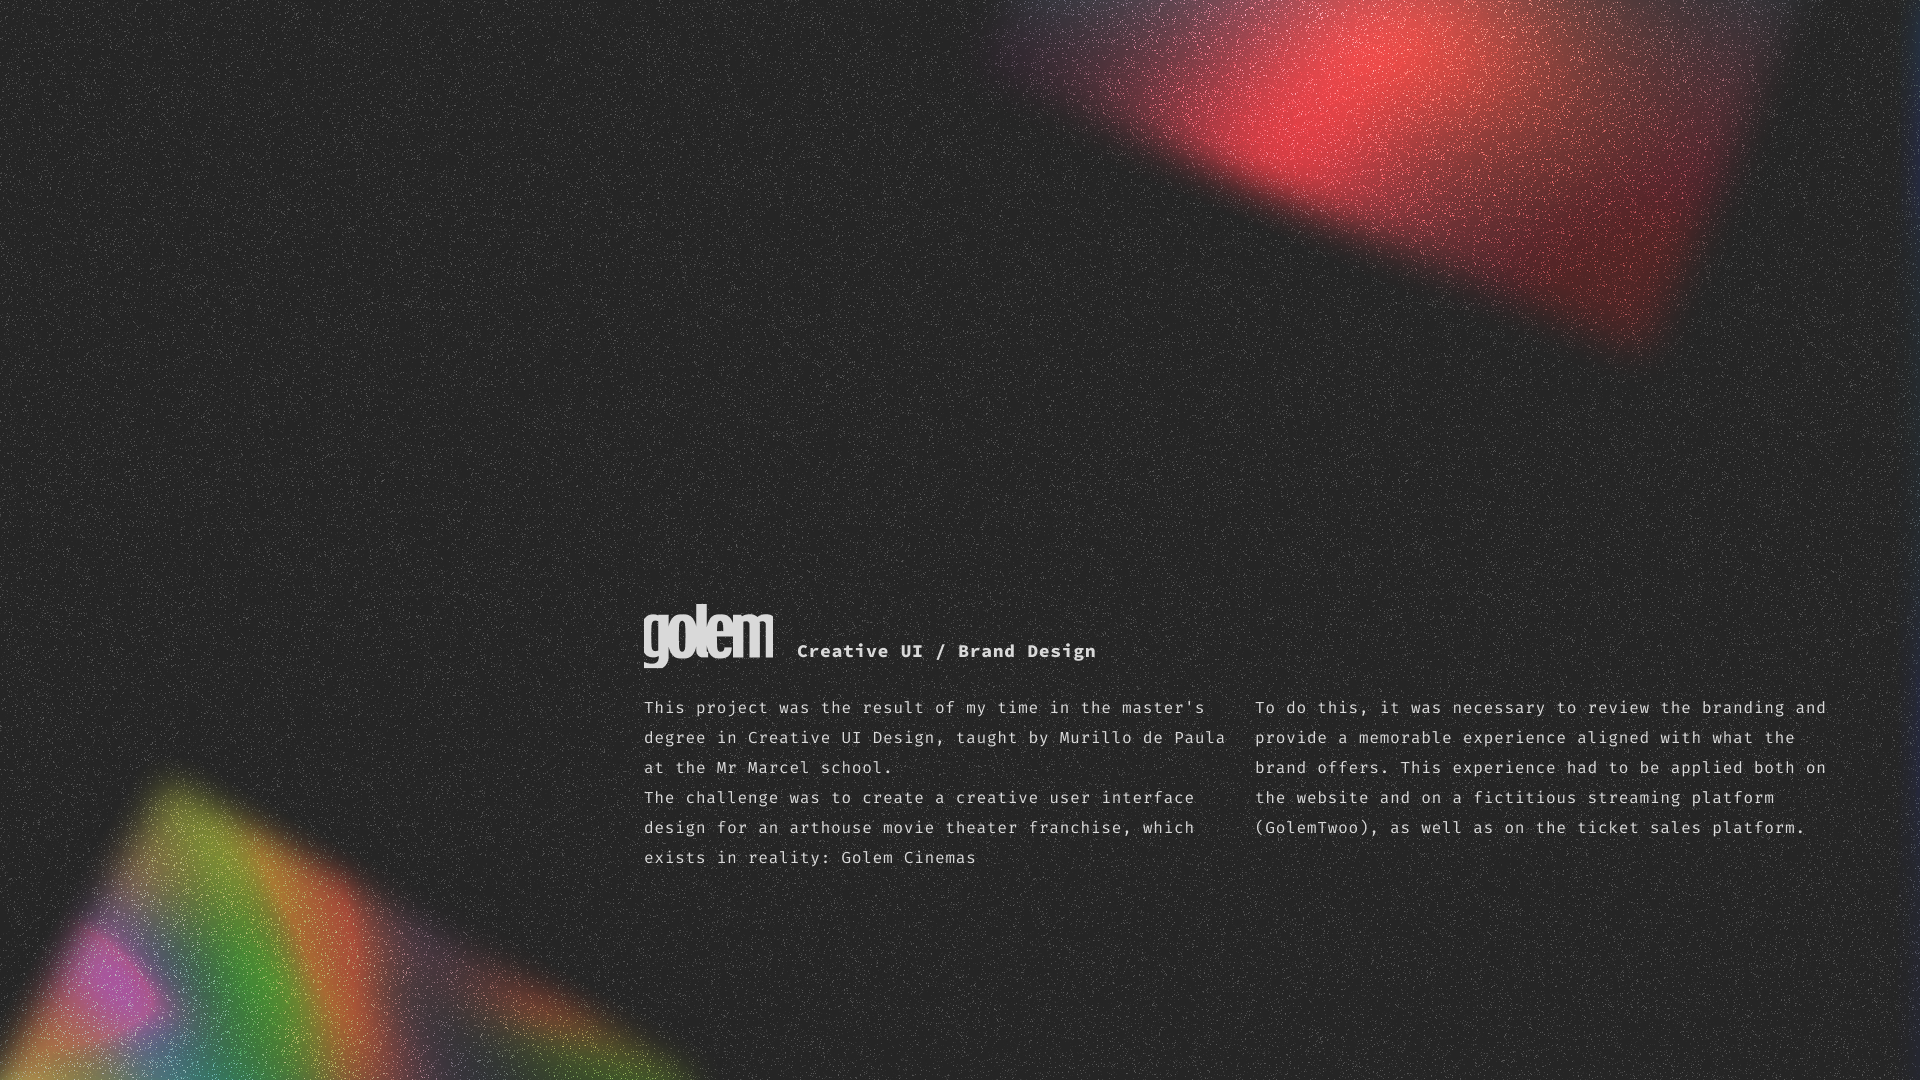 golem
Creative UI / Brand Design
This project was the result of my time in the master's
degree in Creative UI Design, taught by Murillo de Paula
at the Mr Marcel school.
The challenge was to create a creative user interface
design for an arthouse movie theater franchise, which
exists in reality: Golem Cinemas
To do this, it was necessary to review the branding and
provide a memorable experience aligned with what the
brand offers. This experience had to be applied both on
the website and on a fictitious streaming platform
(GolemTwoo), as well as on the ticket sales platform.